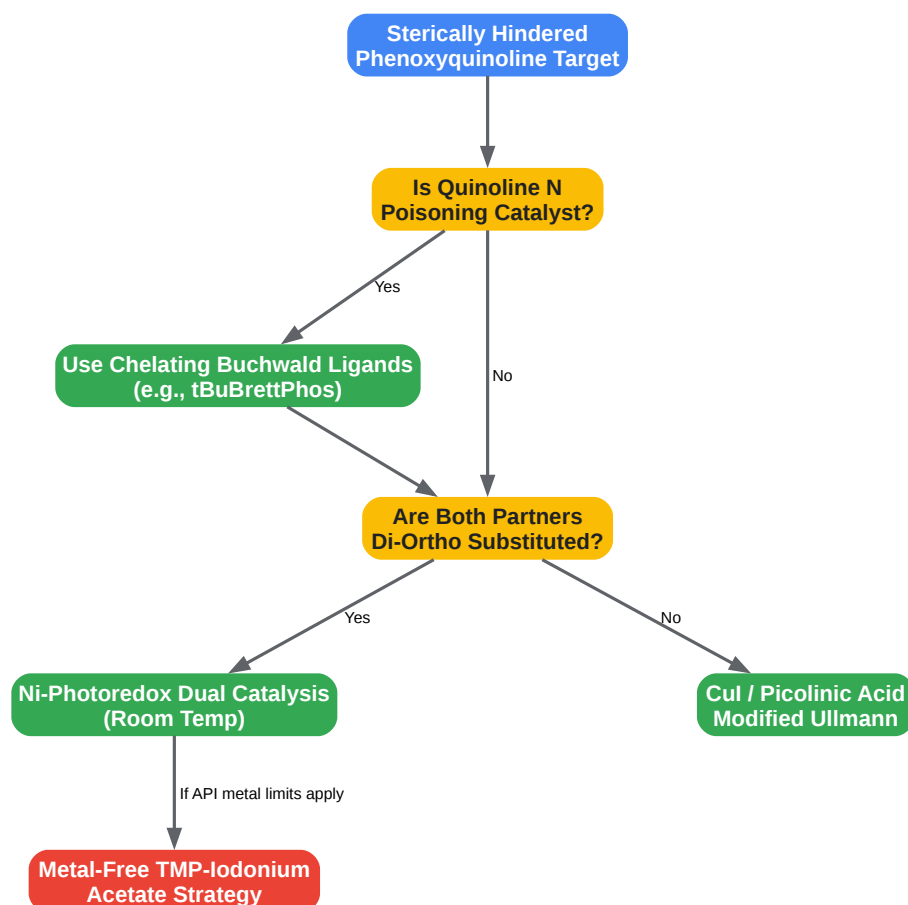 Sterically Hindered
Phenoxyquinoline Target
Is Quinoline N
Poisoning Catalyst?
Yes
Use Chelating Buchwald Ligands
(e.g., tBuBrettPhos)
No
Are Both Partners
Di-Ortho Substituted?
Yes
No
Ni-Photoredox Dual Catalysis
(Room Temp)
CuI / Picolinic Acid
Modified Ullmann
If API metal limits apply
Metal-Free TMP-Iodonium
Acetate Strategy